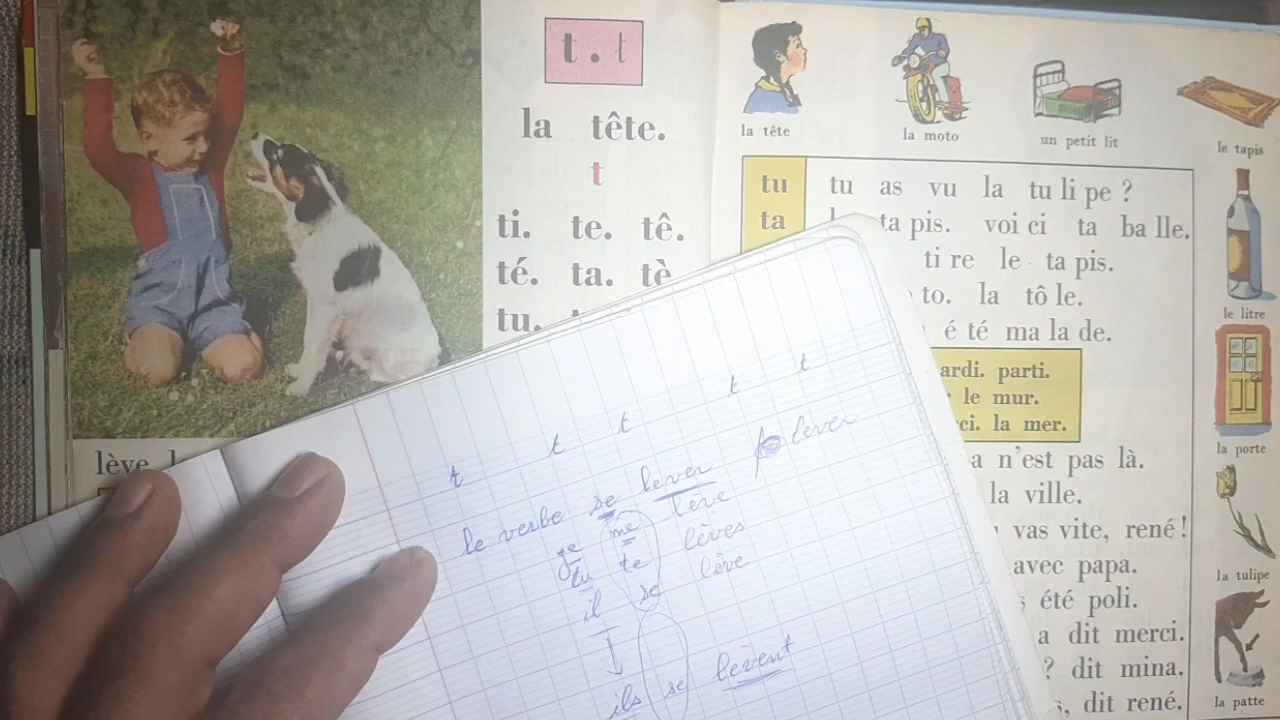 t . t
la tête.
t
ti. te. tê.
té. ta. tè
tu.
lève
la tête
la moto
un petit lit
le tapis
tu
tu as vu la tu li pe ?
ta
ta pis. voi ci ta ba lle.
ti re le ta pis.
to. la tô le.
é té ma la de.
ardi. parti.
le mur.
ci. la mer.
a n'est pas là.
la ville.
vas vite, rené !
avec papa.
été poli.
a dit merci.
? dit mina.
, dit rené.
le litre
la porte
la tulipe
la patte
t t t t t
le verbe se lever lever
je me lève
tu te lèves
il se lève
ils se lèvent